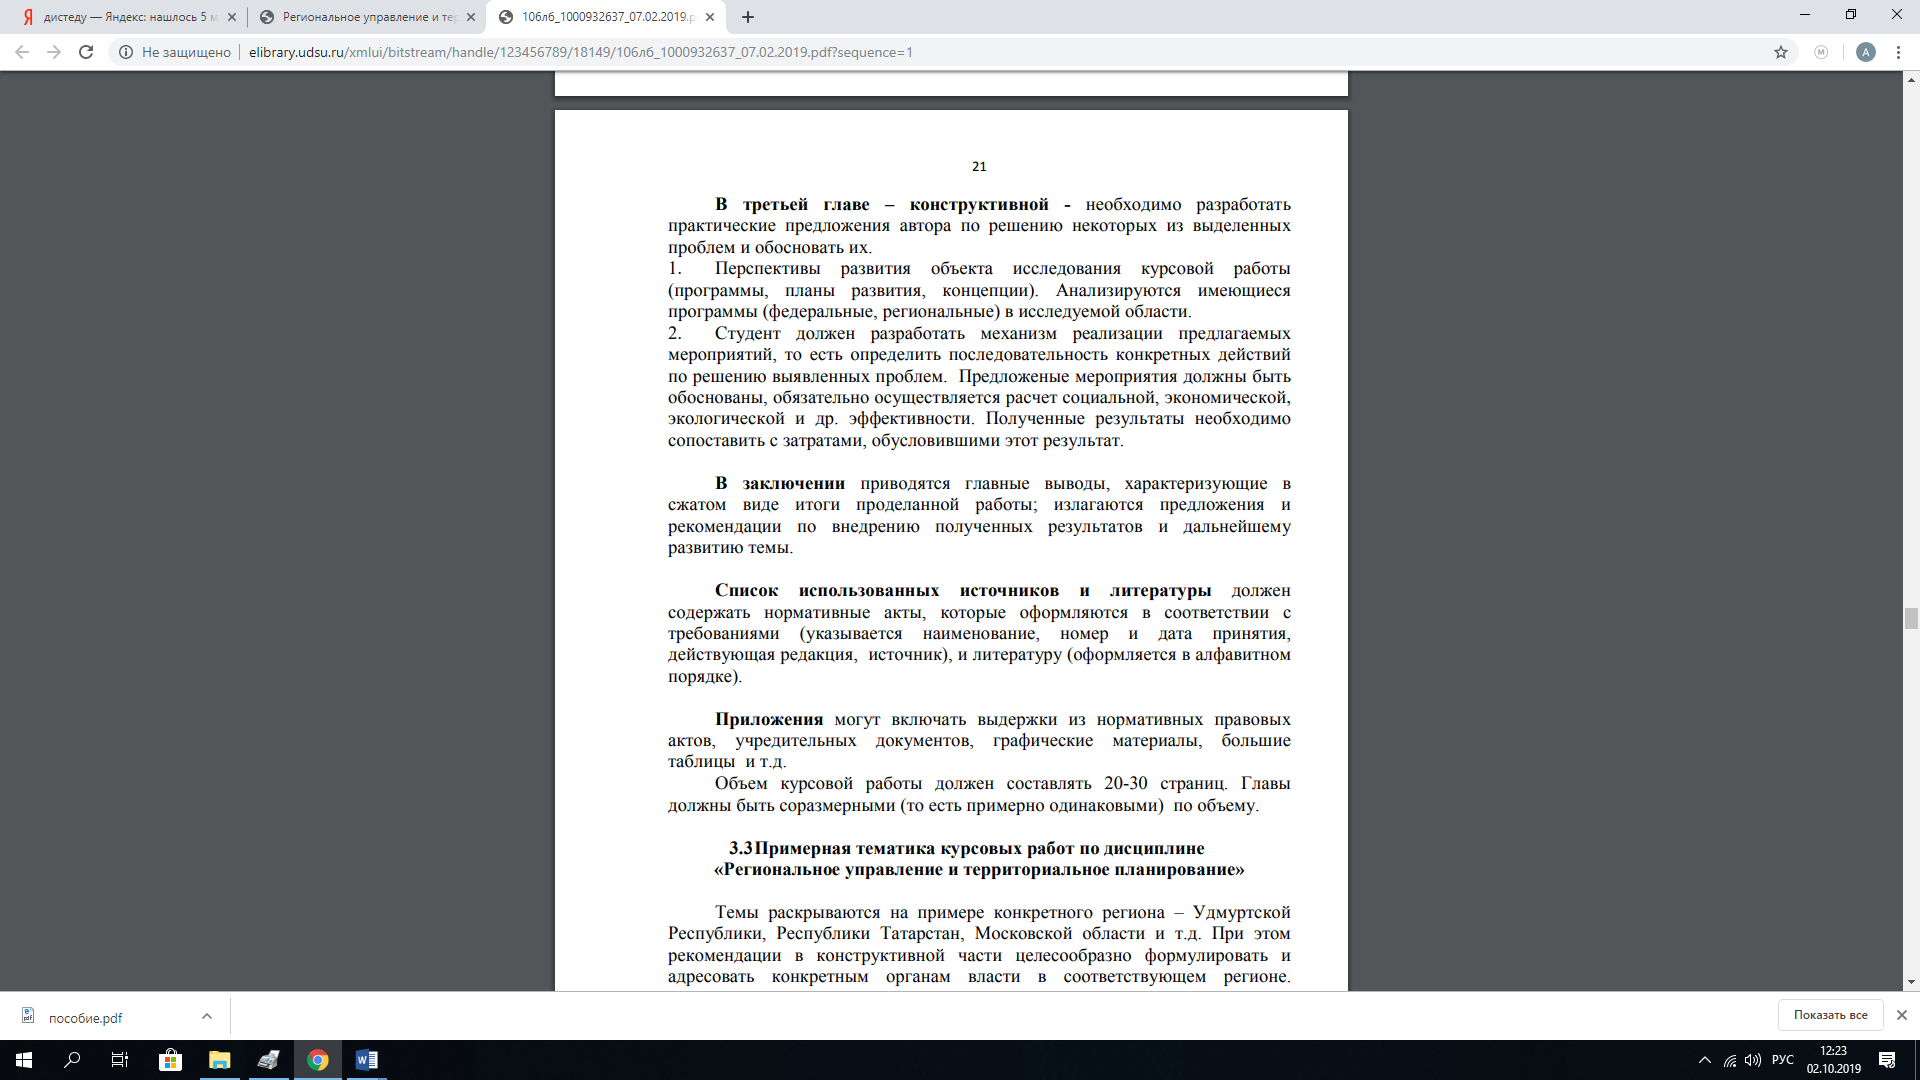 дистеду — Яндекс: нашлось 5 м
Региональное управление и тер
106лб_1000932637_07.02.2019.p
Не защищено
elibrary.udsu.ru/xmlui/bitstream/handle/123456789/18149/106лб_1000932637_07.02.2019.pdf?sequence=1
M
A
21
В третьей главе – конструктивной - необходимо разработать
практические предложения автора по решению некоторых из выделенных
проблем и обосновать их.
1. Перспективы развития объекта исследования курсовой работы
(программы, планы развития, концепции). Анализируются имеющиеся
программы (федеральные, региональные) в исследуемой области.
2. Студент должен разработать механизм реализации предлагаемых
мероприятий, то есть определить последовательность конкретных действий
по решению выявленных проблем. Предложеные мероприятия должны быть
обоснованы, обязательно осуществляется расчет социальной, экономической,
экологической и др. эффективности. Полученные результаты необходимо
сопоставить с затратами, обусловившими этот результат.
В заключении приводятся главные выводы, характеризующие в
сжатом виде итоги проделанной работы; излагаются предложения и
рекомендации по внедрению полученных результатов и дальнейшему
развитию темы.
Список использованных источников и литературы должен
содержать нормативные акты, которые оформляются в соответствии с
требованиями (указывается наименование, номер и дата принятия,
действующая редакция, источник), и литературу (оформляется в алфавитном
порядке).
Приложения могут включать выдержки из нормативных правовых
актов, учредительных документов, графические материалы, большие
таблицы и т.д.
Объем курсовой работы должен составлять 20-30 страниц. Главы
должны быть соразмерными (то есть примерно одинаковыми) по объему.
3.3Примерная тематика курсовых работ по дисциплине
«Региональное управление и территориальное планирование»
Темы раскрываются на примере конкретного региона – Удмуртской
Республики, Республики Татарстан, Московской области и т.д. При этом
рекомендации в конструктивной части целесообразно формулировать и
адресовать конкретным органам власти в соответствующем регионе.
пособие.pdf
Показать все
РУС
12:23
02.10.2019